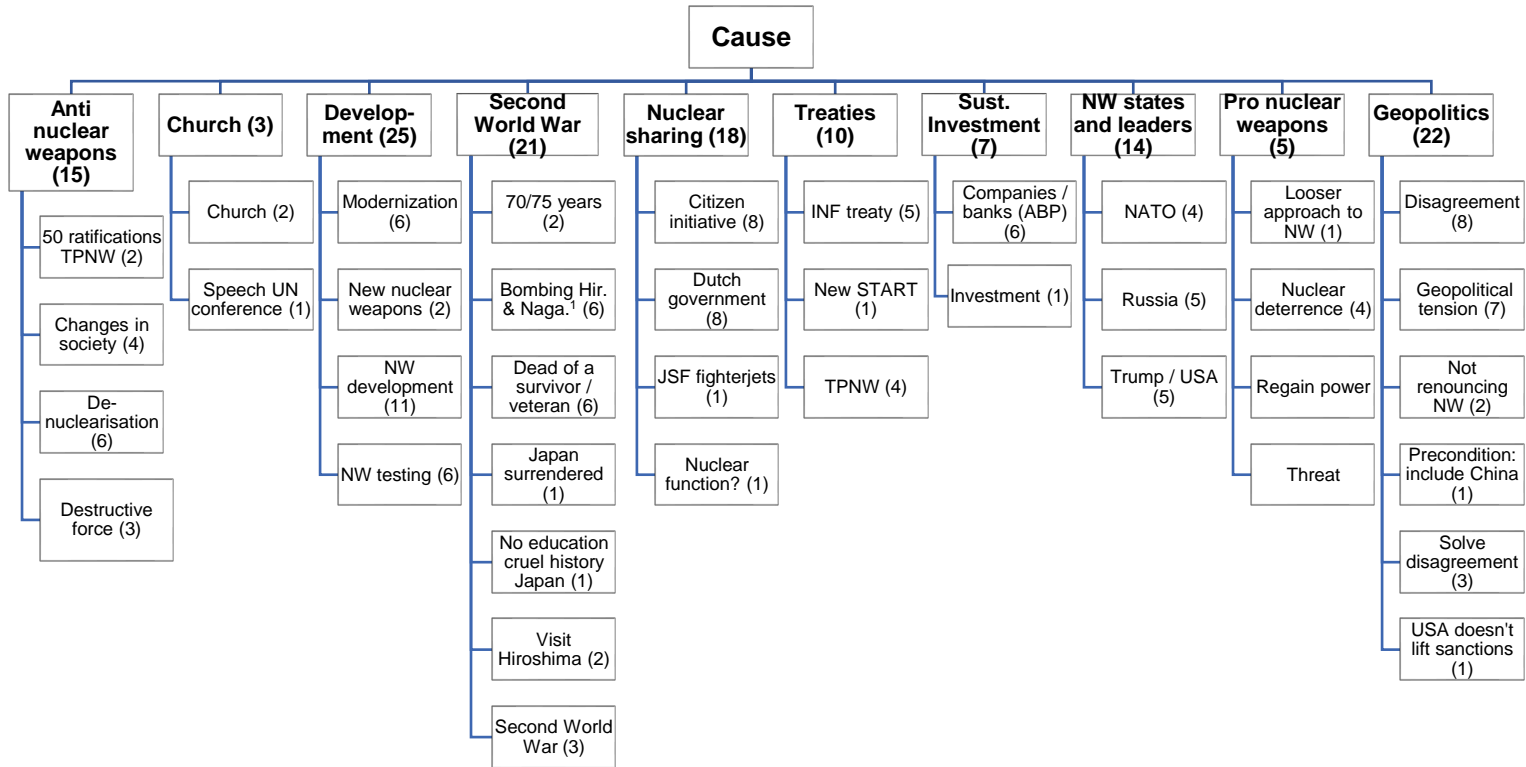 Cause
Anti
nuclear
weapons
(15)
50 ratifications
TPNW (2)
Changes in
society (4)
De-
nuclearisation
(6)
Destructive
force (3)
Church (3)
Church (2)
Speech UN
conference (1)
Develop-
ment (25)
Modernization
(6)
New nuclear
weapons (2)
NW
development
(11)
NW testing (6)
Second
World War
(21)
70/75 years
(2)
Bombing Hir.
& Naga.¹ (6)
Dead of a
survivor /
veteran (6)
Japan
surrendered
(1)
No education
cruel history
Japan (1)
Visit
Hiroshima (2)
Second World
War (3)
Nuclear
sharing (18)
Citizen
initiative (8)
Dutch
government
(8)
JSF fighterjets
(1)
Nuclear
function? (1)
Treaties
(10)
INF treaty (5)
New START
(1)
TPNW (4)
Sust.
Investment
(7)
Companies /
banks (ABP)
(6)
Investment (1)
NW states
and leaders
(14)
NATO (4)
Russia (5)
Trump / USA
(5)
Pro nuclear
weapons
(5)
Looser
approach to
NW (1)
Nuclear
deterrence (4)
Regain power
Threat
Geopolitics
(22)
Disagreement
(8)
Geopolitical
tension (7)
Not
renouncing
NW (2)
Precondition:
include China
(1)
Solve
disagreement
(3)
USA doesn't
lift sanctions
(1)